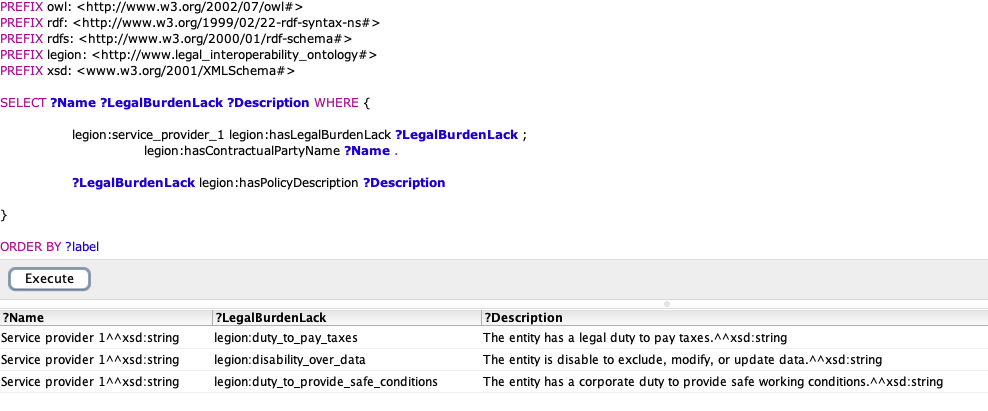 PREFIX owl: <http://www.w3.org/2002/07/owl#>
PREFIX rdf: <http://www.w3.org/1999/02/22-rdf-syntax-ns#>
PREFIX rdfs: <http://www.w3.org/2000/01/rdf-schema#>
PREFIX legion: <http://www.legal_interoperability_ontology#>
PREFIX xsd: <www.w3.org/2001/XMLSchema#>
SELECT ?Name ?LegalBurdenLack ?Description WHERE {
legion:service_provider_1 legion:hasLegalBurdenLack ?LegalBurdenLack ;
legion:hasContractualPartyName ?Name .
?LegalBurdenLack legion:hasPolicyDescription ?Description
}
ORDER BY ?label
Execute
?Name ?LegalBurdenLack ?Description
Service provider 1^^xsd:string legion:duty_to_pay_taxes The entity has a legal duty to pay taxes.^^xsd:string
Service provider 1^^xsd:string legion:disability_over_data The entity is disable to exclude, modify, or update data.^^xsd:string
Service provider 1^^xsd:string legion:duty_to_provide_safe_conditions The entity has a corporate duty to provide safe working conditions.^^xsd:string